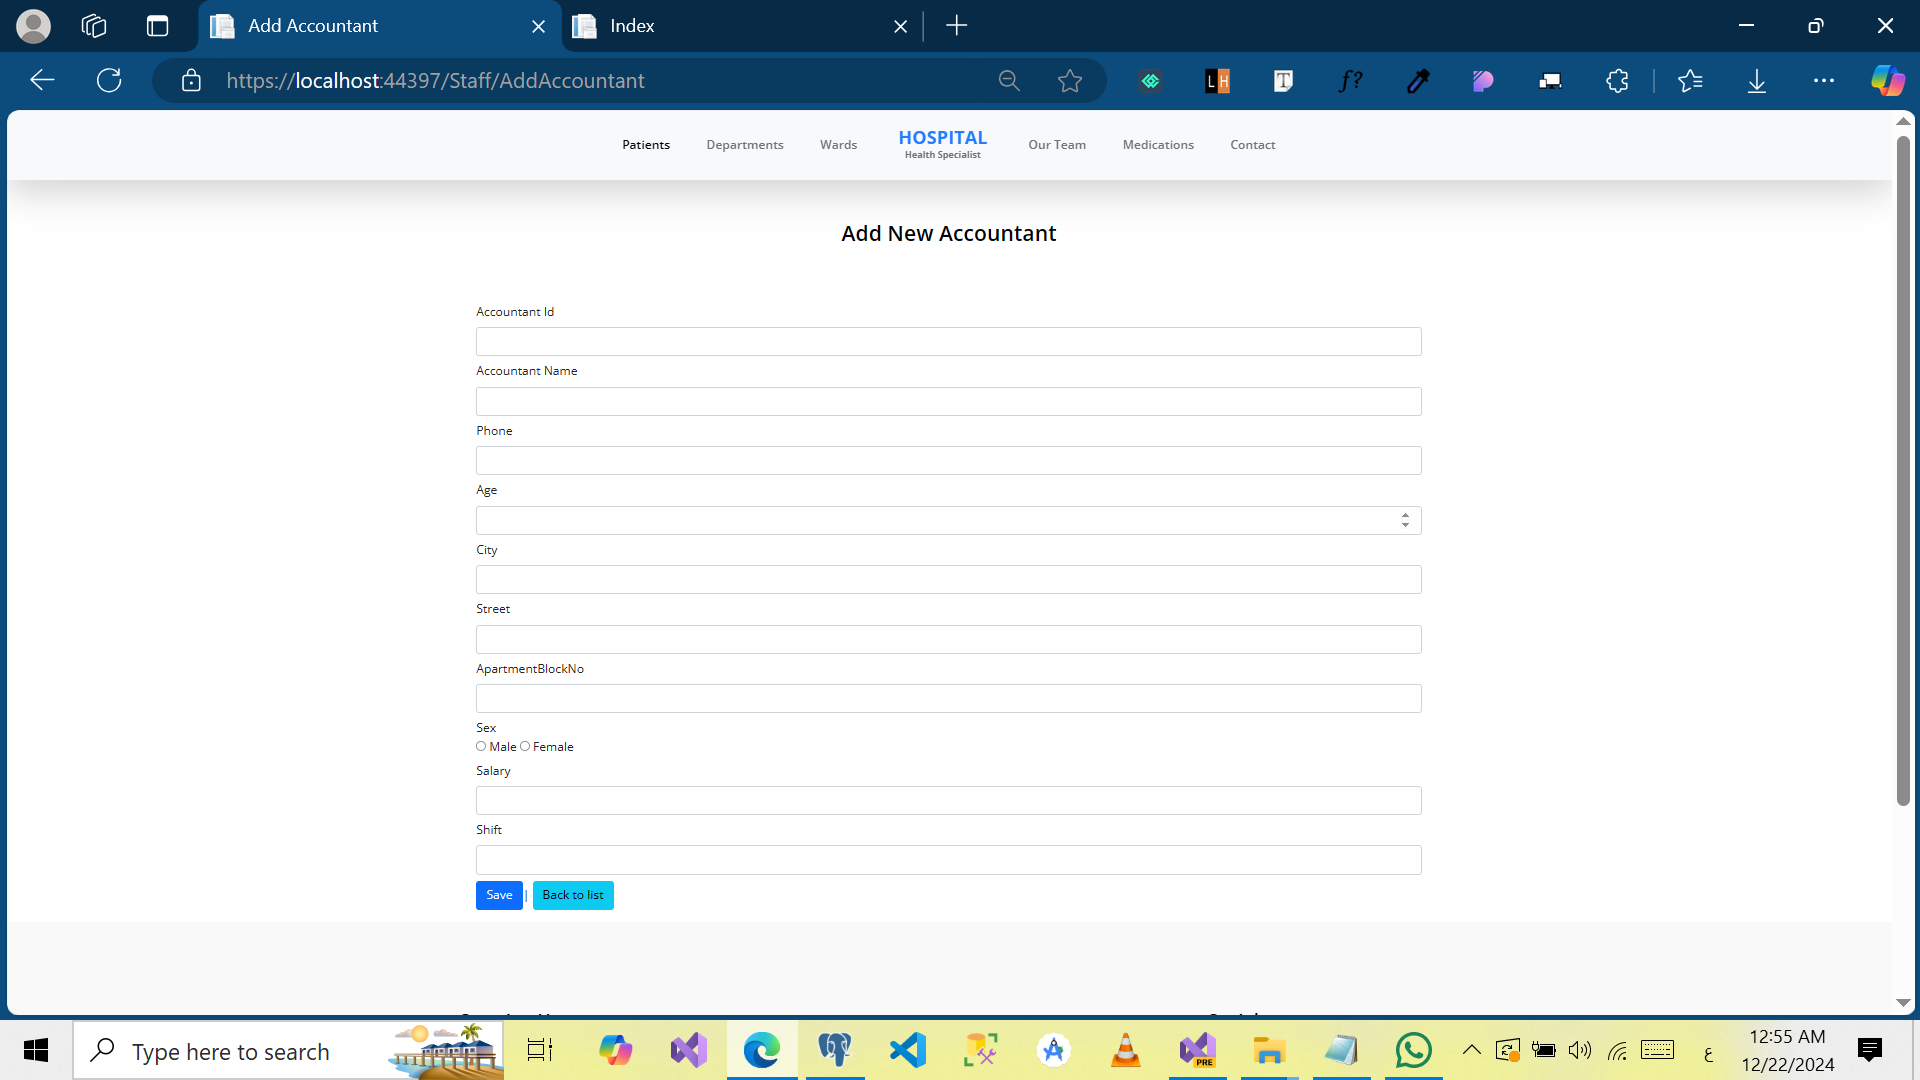 Add Accountant
Index
https://localhost:44397/Staff/AddAccountant
Patients
Departments
Wards
HOSPITAL
Health Specialist
Our Team
Medications
Contact
Add New Accountant
Accountant Id
Accountant Name
Phone
Age
City
Street
ApartmentBlockNo
Sex
Male Female
Salary
Shift
Save | Back to list
Type here to search
PRE
ع
12:55 AM
12/22/2024